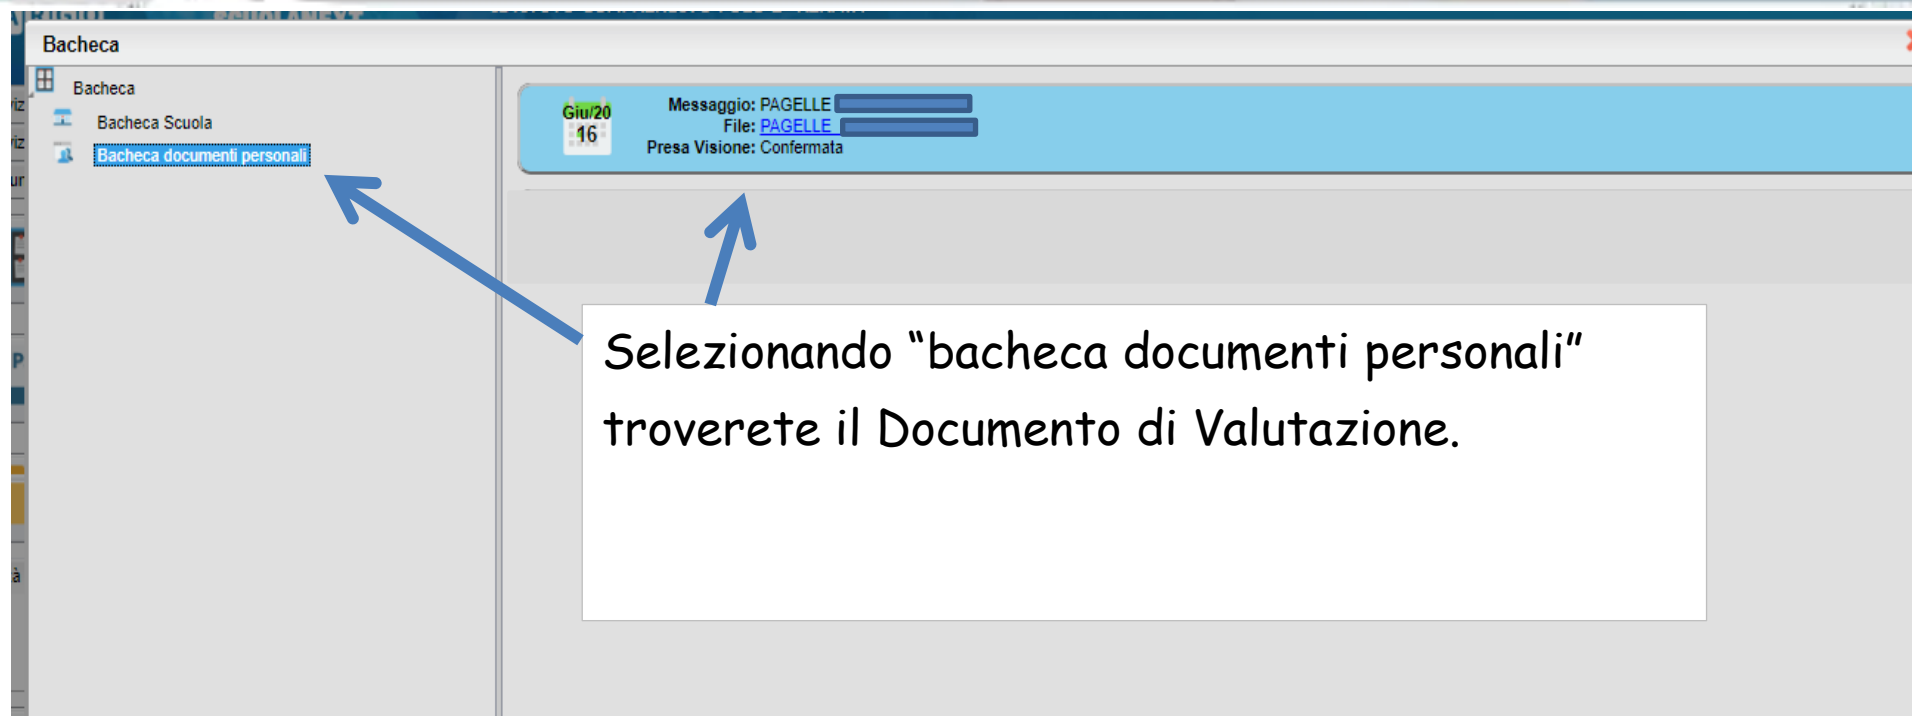 Bacheca
Bacheca
Bacheca Scuola
Bacheca documenti personali
Giu/20
16
Messaggio: PAGELLE
File: PAGELLE
Presa Visione: Confermata
Selezionando “bacheca documenti personali”
troverete il Documento di Valutazione.